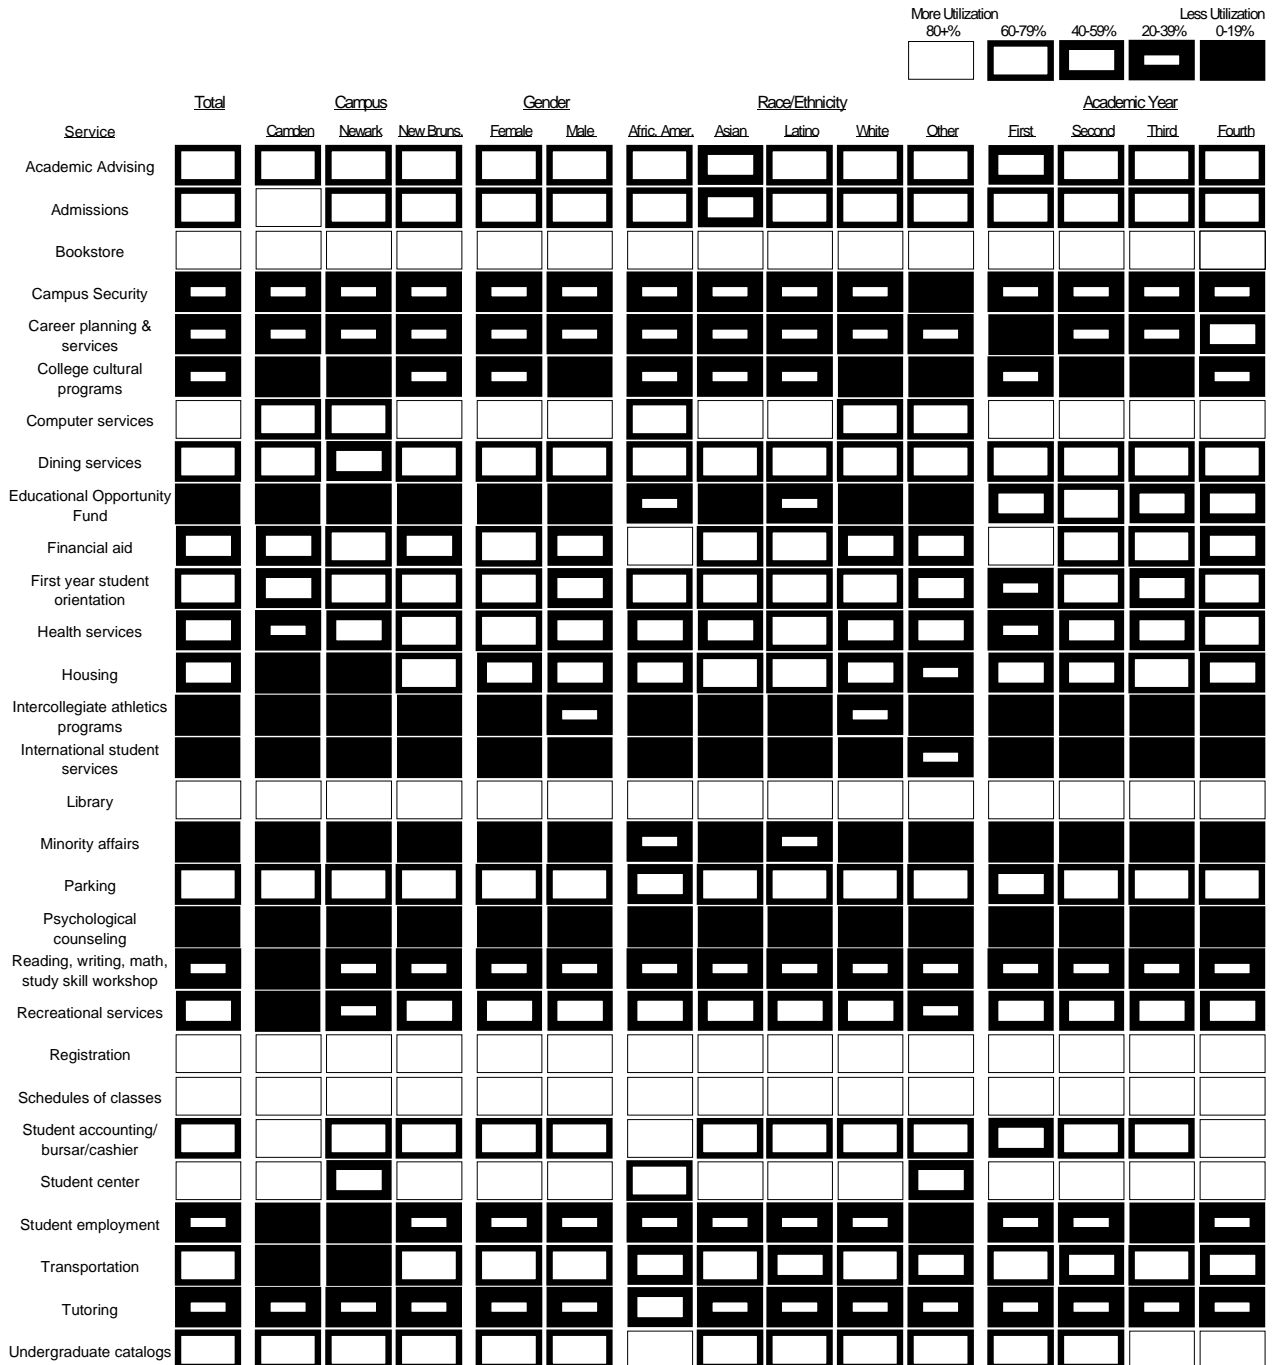 More Utilization Less Utilization
80+% 60-79% 40-59% 20-39% 0-19%
Total Campus Gender Race/Ethnicity Academic Year
Service Camden Newark New Bruns. Female Male Afric. Amer. Asian Latino White Other First Second Third Fourth
Academic Advising
Admissions
Bookstore
Campus Security
Career planning &
services
College cultural
programs
Computer services
Dining services
Educational Opportunity
Fund
Financial aid
First year student
orientation
Health services
Housing
Intercollegiate athletics
programs
International student
services
Library
Minority affairs
Parking
Psychological
counseling
Reading, writing, math,
study skill workshop
Recreational services
Registration
Schedules of classes
Student accounting/
bursar/cashier
Student center
Student employment
Transportation
Tutoring
Undergraduate catalogs